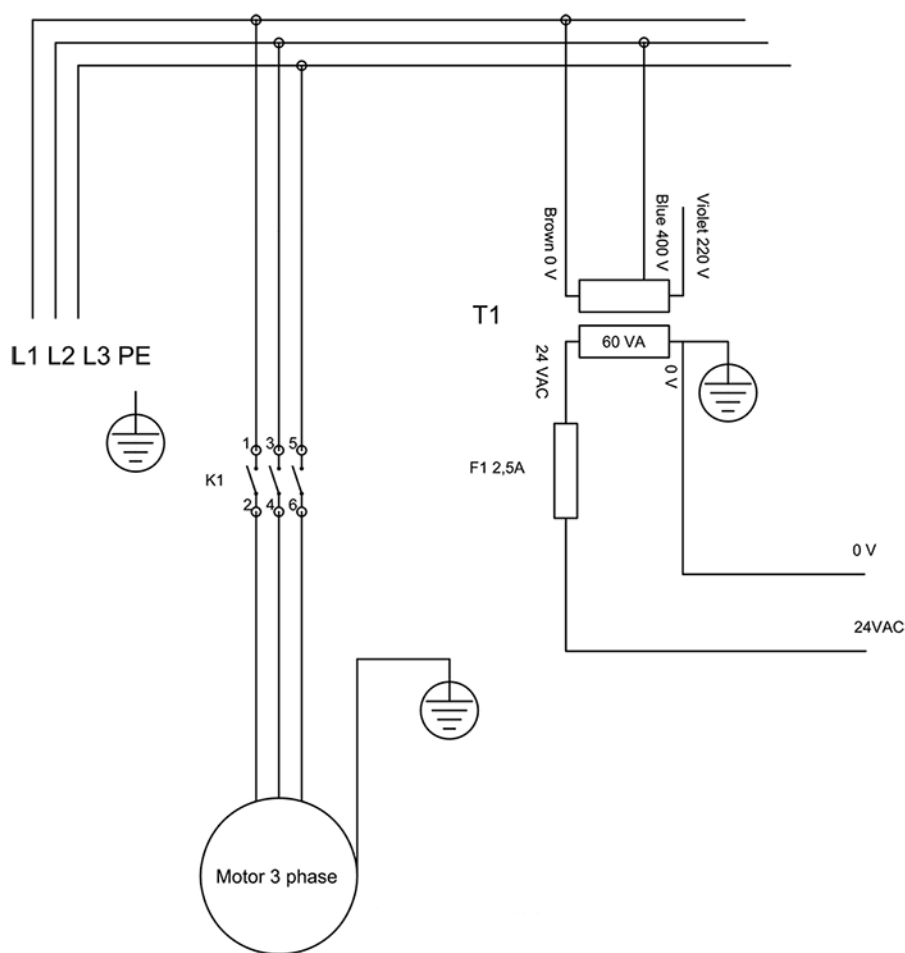 Brown 0 V
Blue 400 V
Violet 220 V
T1
L1 L2 L3 PE
60 VA
24 VAC
0 V
1 3 5
K1
2 4 6
F1 2,5A
0 V
24VAC
Motor 3 phase